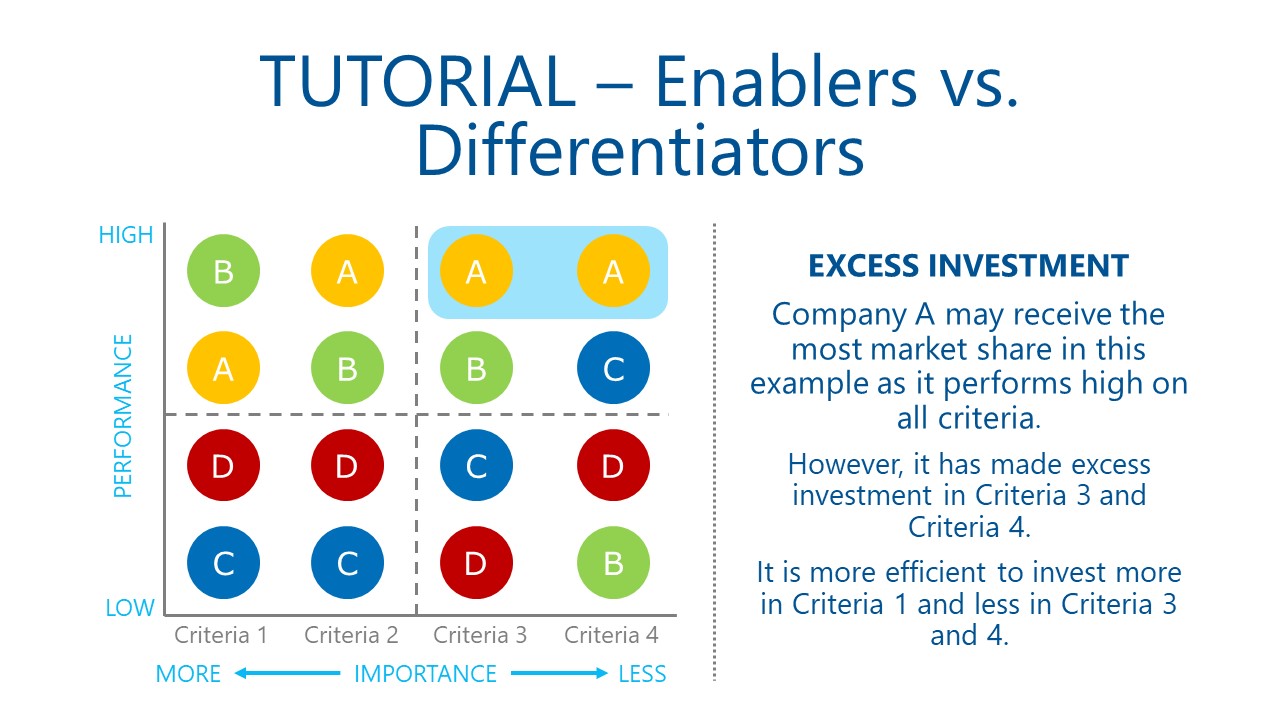 TUTORIAL – Enablers vs.
Differentiators
HIGH
PERFORMANCE
LOW
B A A A
A B B C
D D C D
C C D B
Criteria 1 Criteria 2 Criteria 3 Criteria 4
MORE IMPORTANCE LESS
EXCESS INVESTMENT
Company A may receive the
most market share in this
example as it performs high on
all criteria.
However, it has made excess
investment in Criteria 3 and
Criteria 4.
It is more efficient to invest more
in Criteria 1 and less in Criteria 3
and 4.